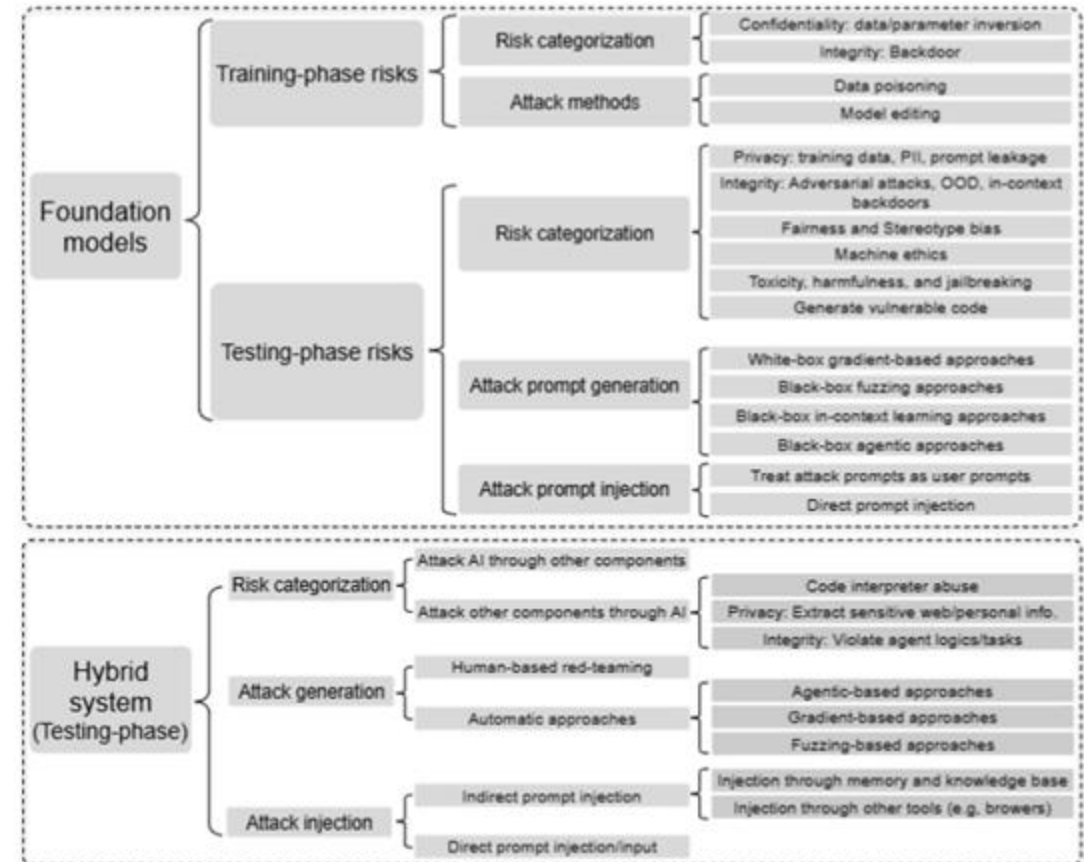 Foundation
models
Training-phase risks
Risk categorization
Confidentiality: data/parameter inversion
Integrity: Backdoor
Attack methods
Data poisoning
Model editing
Testing-phase risks
Risk categorization
Privacy: training data, PII, prompt leakage
Integrity: Adversarial attacks, OOD, in-context
backdoors
Fairness and Stereotype bias
Machine ethics
Toxicity, harmfulness, and jailbreaking
Generate vulnerable code
Attack prompt generation
White-box gradient-based approaches
Black-box fuzzing approaches
Black-box in-context learning approaches
Black-box agentic approaches
Attack prompt injection
Treat attack prompts as user prompts
Direct prompt injection
Hybrid
system
(Testing-phase)
Risk categorization
Attack AI through other components
Attack other components through AI
Code interpreter abuse
Privacy: Extract sensitive web/personal info.
Integrity: Violate agent logics/tasks
Attack generation
Human-based red-teaming
Automatic approaches
Agentic-based approaches
Gradient-based approaches
Fuzzing-based approaches
Attack injection
Indirect prompt injection
Injection through memory and knowledge base
Injection through other tools (e.g. browers)
Direct prompt injection/input